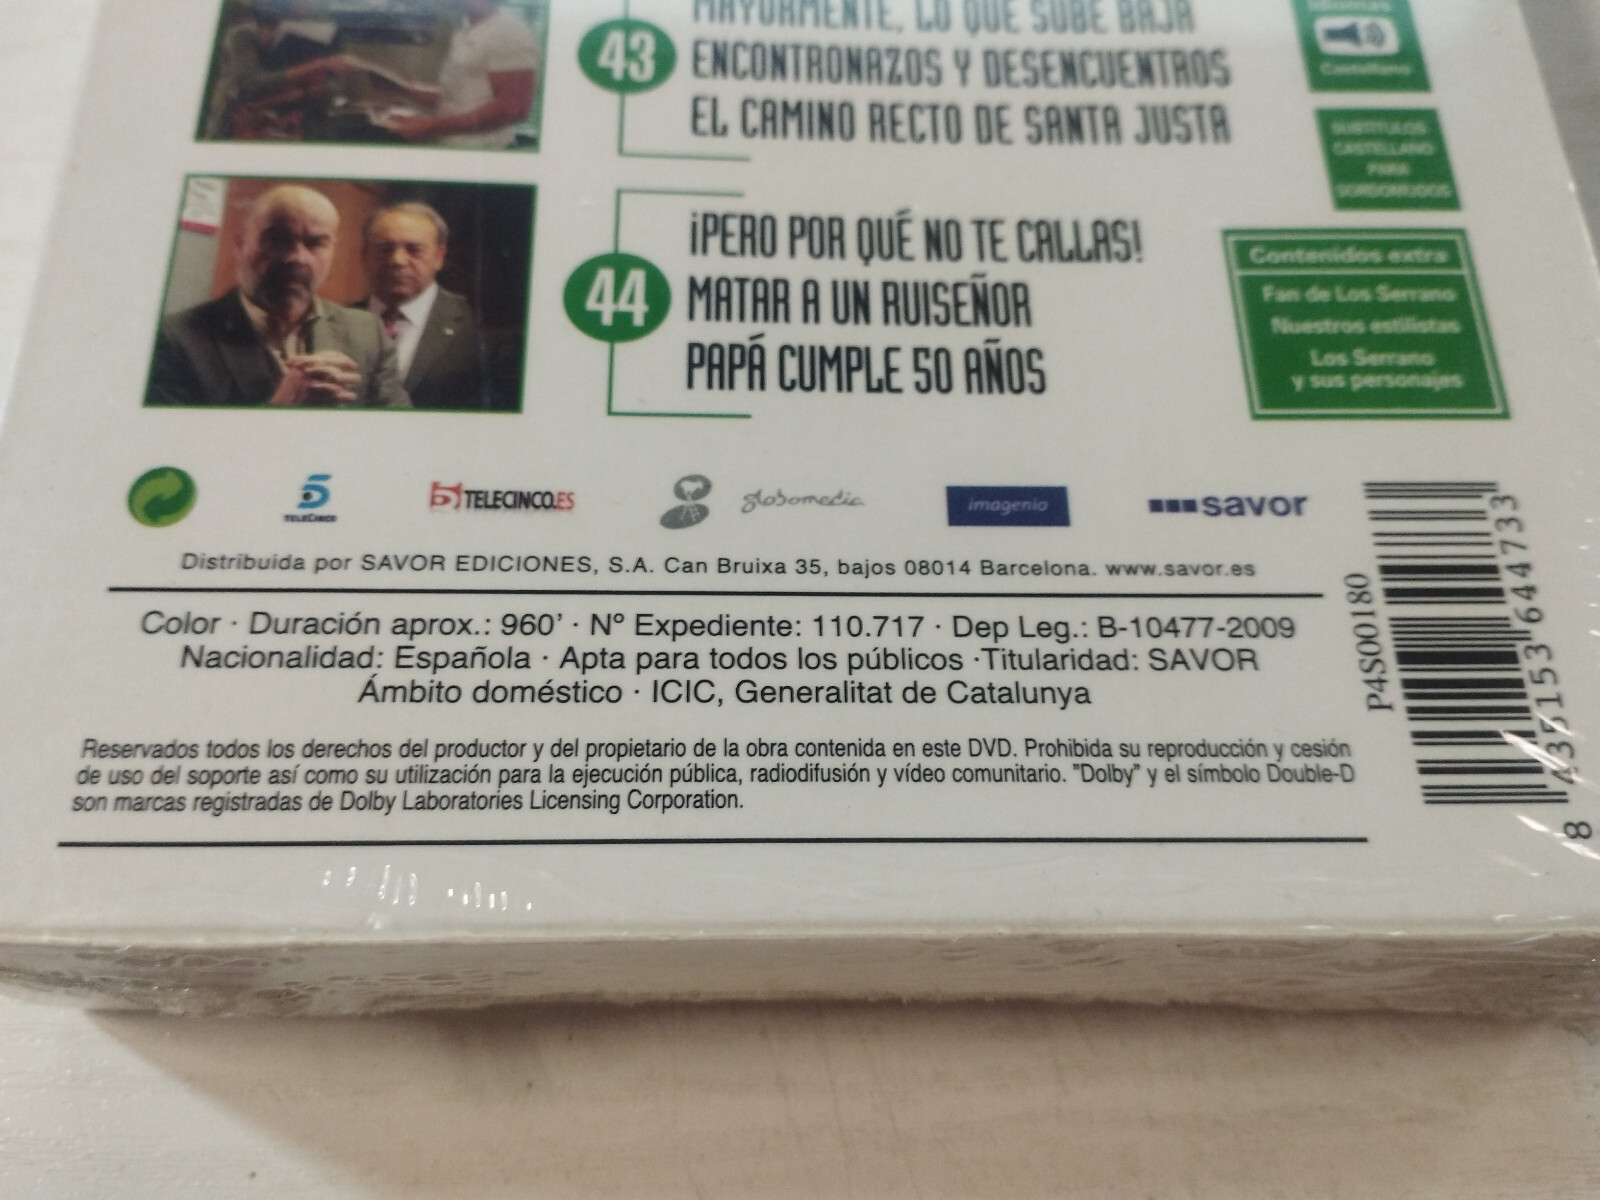 MAYORMENTE, LO QUE SUBE BAJA
43
ENCONTRONAZOS Y DESENCUENTROS
EL CAMINO RECTO DE SANTA JUSTA
Idiomas
Castellano
SUBTÍTULOS
CASTELLANO
PARA
SORDOMUDOS
44
¡PERO POR QUÉ NO TE CALLAS!
MATAR A UN RUISEÑOR
PAPÁ CUMPLE 50 AÑOS
Contenidos extra
Fan de Los Serrano
Nuestros estilistas
Los Serrano
y sus personajes
TELECINCO
TELECINCO.ES
globomedia
imagenio
savor
Distribuida por SAVOR EDICIONES, S.A. Can Bruixa 35, bajos 08014 Barcelona. www.savor.es
Color · Duración aprox.: 960’ · Nº Expediente: 110.717 · Dep Leg.: B-10477-2009
Nacionalidad: Española · Apta para todos los públicos ·Titularidad: SAVOR
Ámbito doméstico · ICIC, Generalitat de Catalunya
Reservados todos los derechos del productor y del propietario de la obra contenida en este DVD. Prohibida su reproducción y cesión
de uso del soporte así como su utilización para la ejecución pública, radiodifusión y vídeo comunitario. "Dolby" y el símbolo Double-D
son marcas registradas de Dolby Laboratories Licensing Corporation.
P4S00180
8 435153 644733